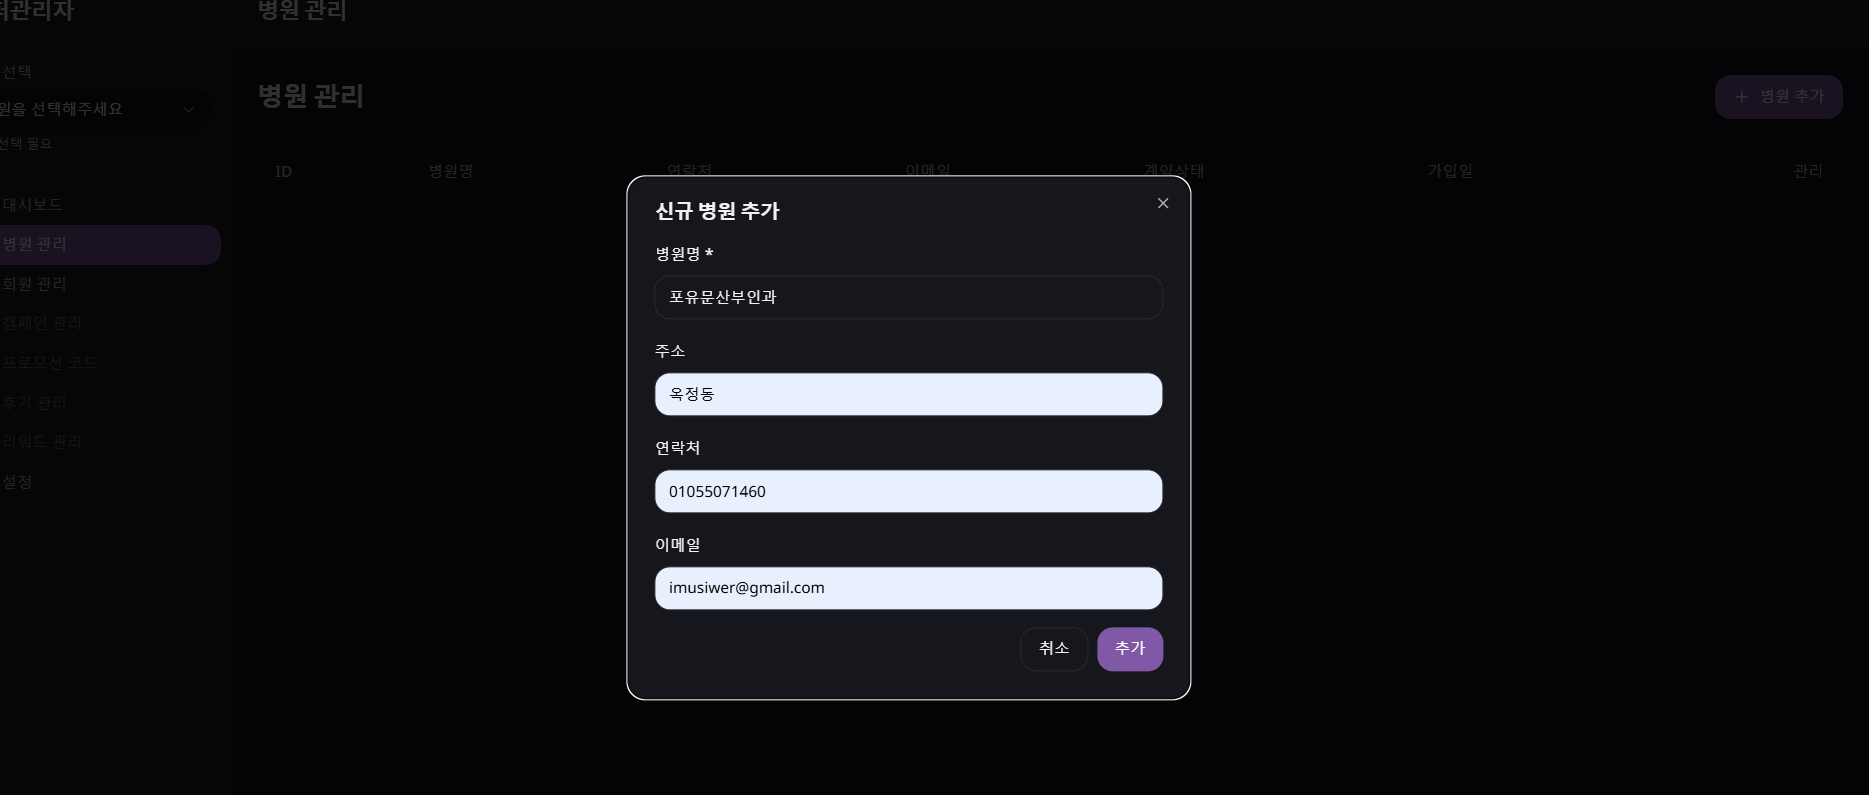 퍼관리자
병원 관리
선택
원을 선택해주세요
선택 필요
대시보드
병원 관리
회원 관리
캠페인 관리
프로모션 코드
후기 관리
리워드 관리
설정
병원 관리
+ 병원 추가
ID 병원명 연락처 이메일 계약상태 가입일 관리
신규 병원 추가
병원명 *
포유문산부인과
주소
옥정동
연락처
01055071460
이메일
imusiwer@gmail.com
취소 추가